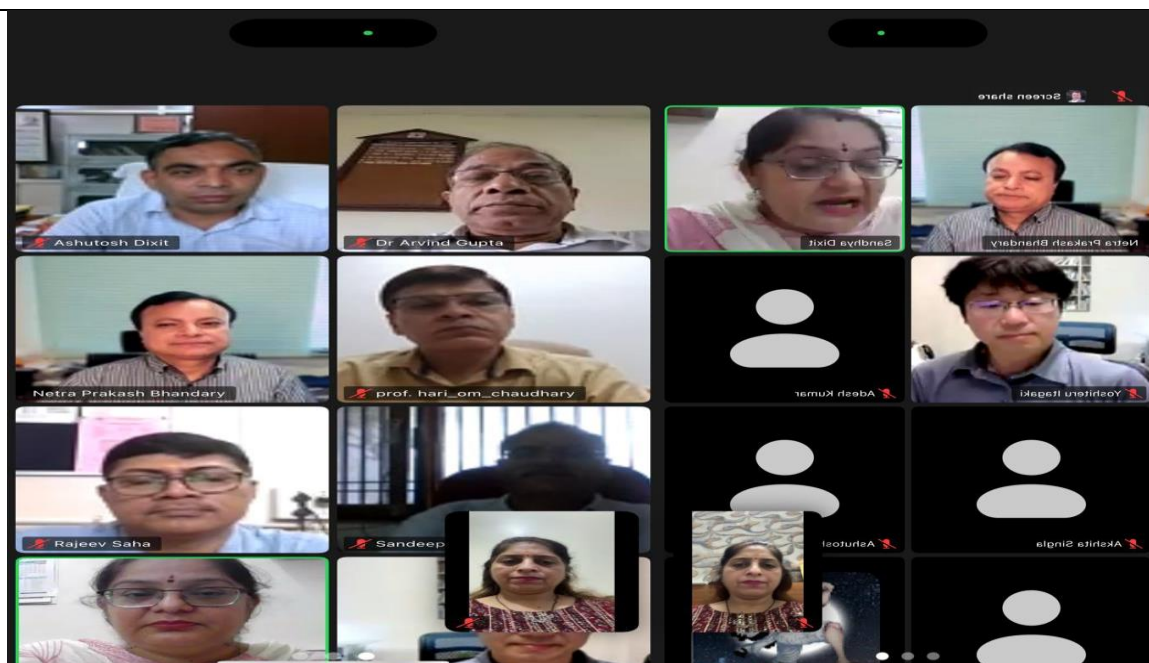 Screen share
Ashutosh Dixit
Dr Arvind Gupta
Sandhya Dixit
Netra Prakash Bhandary
Netra Prakash Bhandary
prof. hari_om_chaudhary
Adesh Kumar
Yoshiteru Itagaki
Rajeev Saha
Sandeep
Ashutosh
Akshita Singla